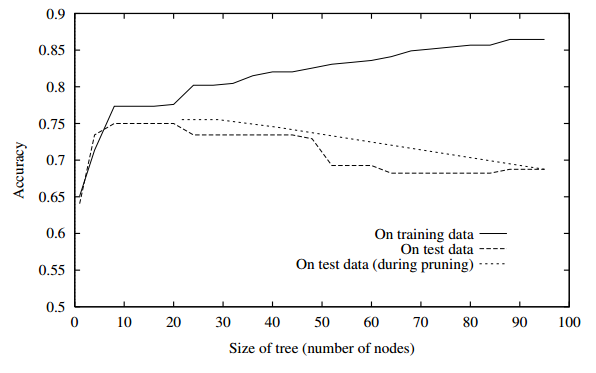 0.9
0.85
0.8
0.75
0.7
0.65
0.6
0.55
0.5
Accuracy
On training data
On test data
On test data (during pruning)
0 10 20 30 40 50 60 70 80 90 100
Size of tree (number of nodes)